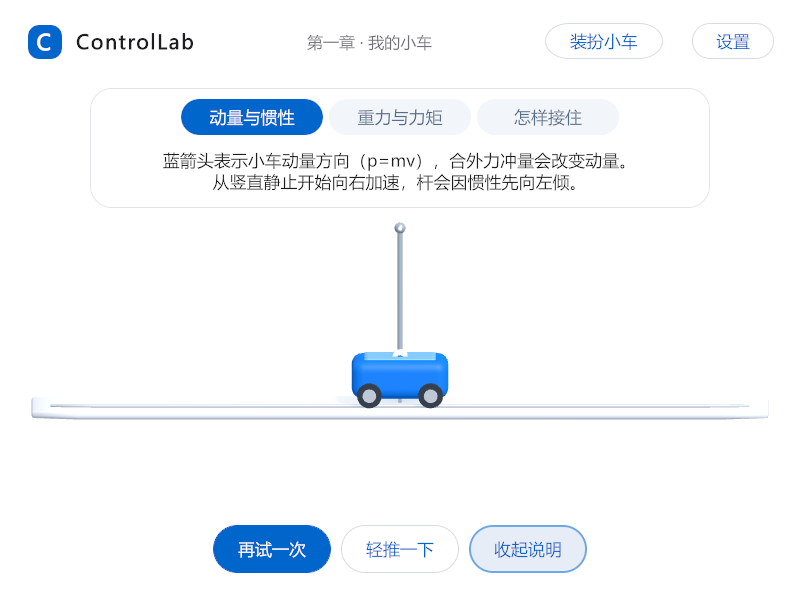 C ControlLab
第一章 · 我的小车
装扮小车
设置
动量与惯性
重力与力矩
怎样接住
蓝箭头表示小车动量方向（p=mv），合外力冲量会改变动量。
从竖直静止开始向右加速，杆会因惯性先向左倾。
再试一次
轻推一下
收起说明